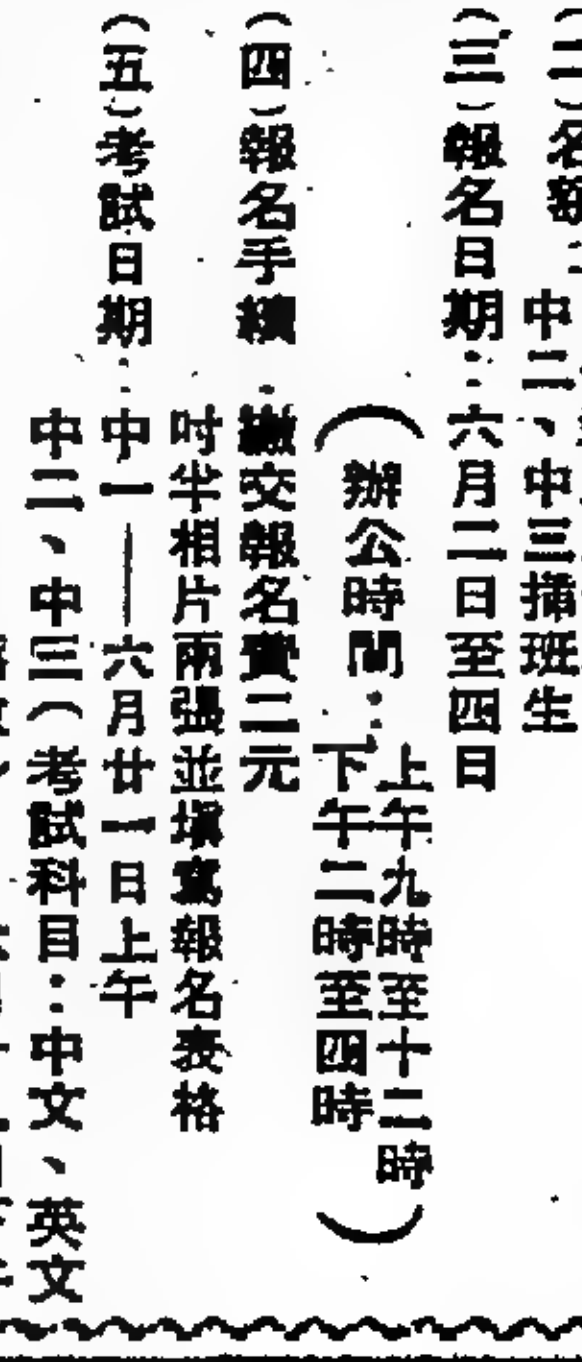 名額：
中二、中三插班生
（三）報名日期：六月二日至四日
（辦公時間：上午九時至十二時
下午二時至四時）
（四）報名手續：繳交報名費二元
吋半相片兩張並填寫報名表格
（五）考試日期：中一——六月廿一日上午
中二、中三（考試科目：中文、英文